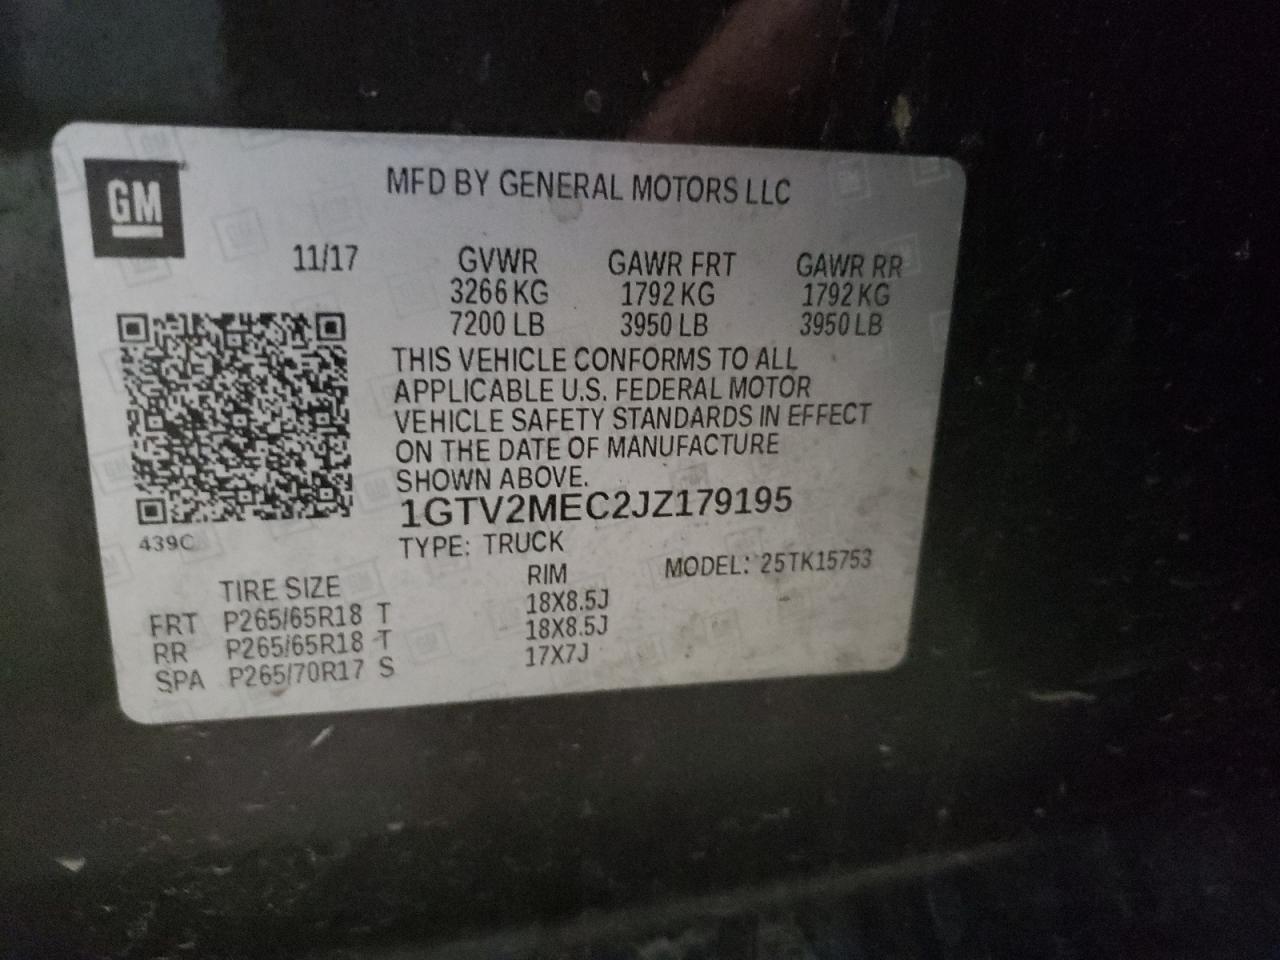 GM
MFD BY GENERAL MOTORS LLC
11/17 GVWR GAWR FRT GAWR RR
3266 KG 1792 KG 1792 KG
7200 LB 3950 LB 3950 LB
THIS VEHICLE CONFORMS TO ALL
APPLICABLE U.S. FEDERAL MOTOR
VEHICLE SAFETY STANDARDS IN EFFECT
ON THE DATE OF MANUFACTURE
SHOWN ABOVE.
1GTV2MEC2JZ179195
439C
TYPE: TRUCK
MODEL: 25TK15753
TIRE SIZE RIM
FRT P265/65R18 T 18X8.5J
RR P265/65R18 T 18X8.5J
SPA P265/70R17 S 17X7J